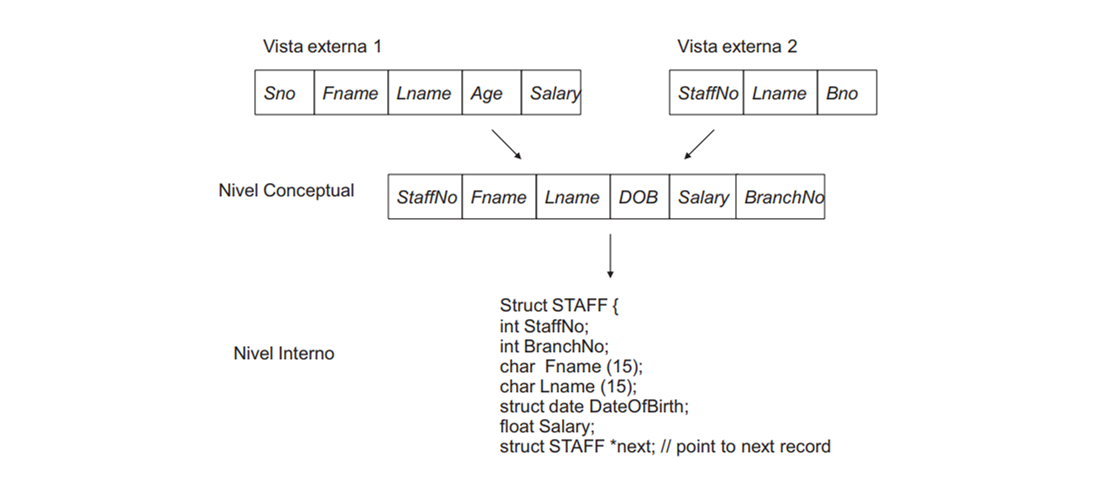 Vista externa 1 Vista externa 2
Sno Fname Lname Age Salary StaffNo Lname Bno
Nivel Conceptual StaffNo Fname Lname DOB Salary BranchNo
Struct STAFF {
int StaffNo;
int BranchNo;
Nivel Interno
char Fname (15);
char Lname (15);
struct date DateOfBirth;
float Salary;
struct STAFF *next; // point to next record